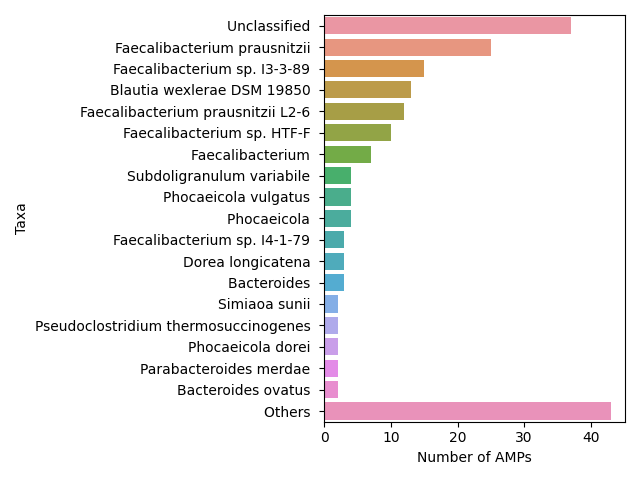 Unclassified
Faecalibacterium prausnitzii
Faecalibacterium sp. I3-3-89
Blautia wexlerae DSM 19850
Faecalibacterium prausnitzii L2-6
Faecalibacterium sp. HTF-F
Faecalibacterium
Subdoligranulum variabile
Phocaeicola vulgatus
Phocaeicola
Faecalibacterium sp. I4-1-79
Dorea longicatena
Bacteroides
Simiaoa sunii
Pseudoclostridium thermosuccinogenes
Phocaeicola dorei
Parabacteroides merdae
Bacteroides ovatus
Others
Taxa
0 10 20 30 40
Number of AMPs